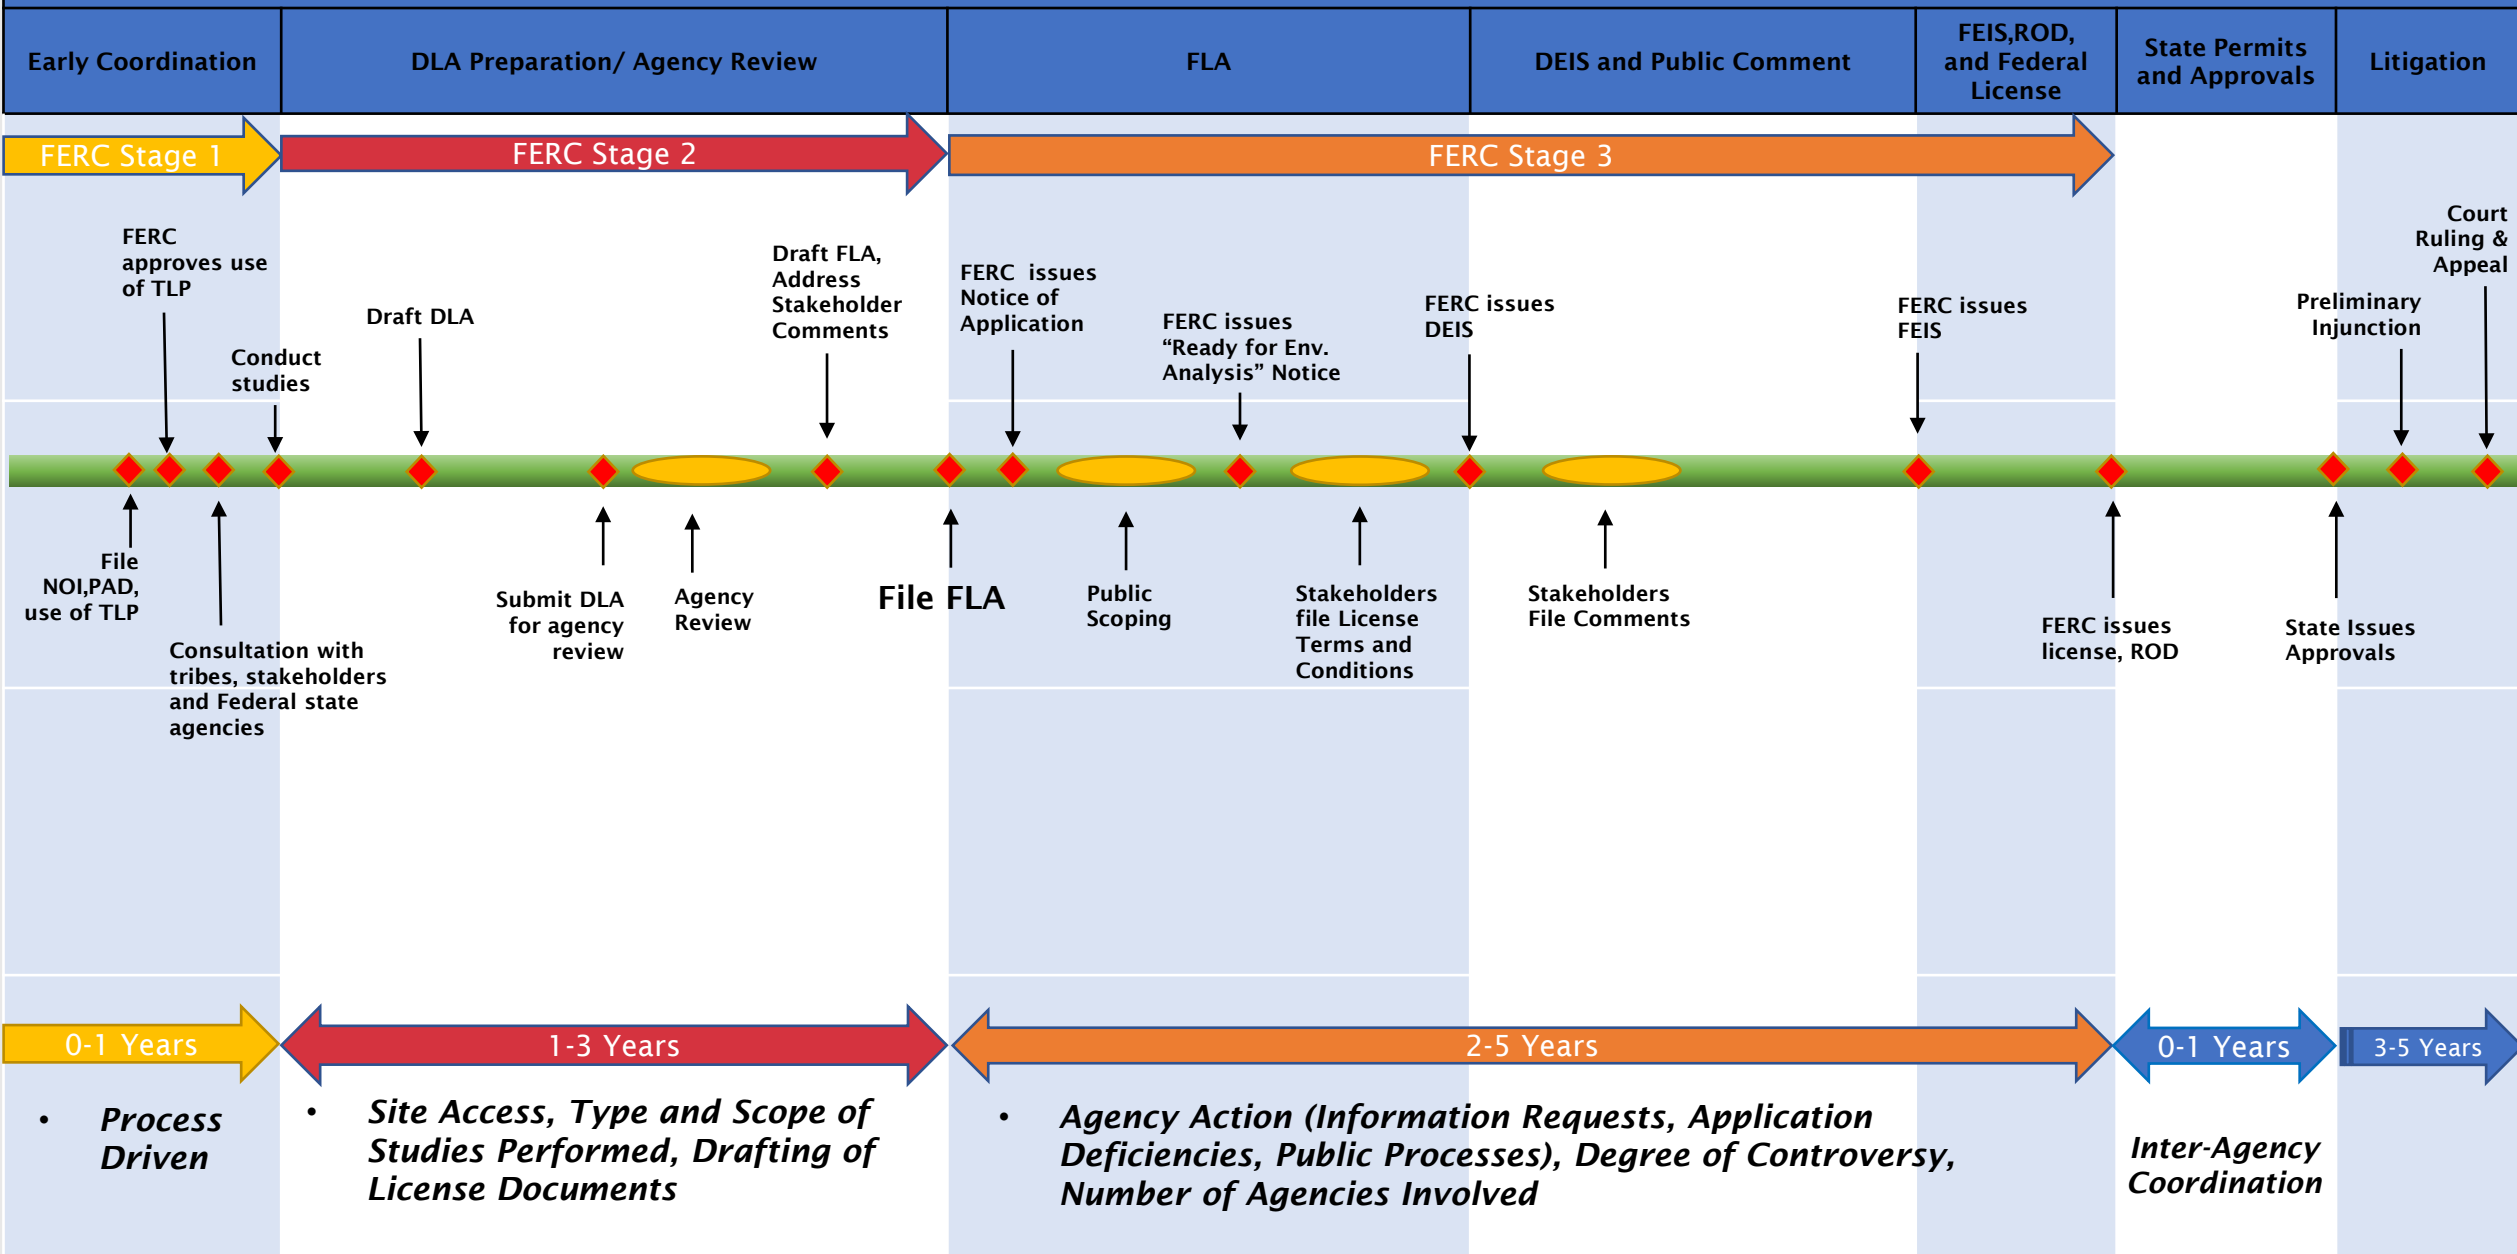 Early Coordination
DLA Preparation/ Agency Review
FLA
DEIS and Public Comment
FEIS,ROD,
and Federal
License
State Permits
and Approvals
Litigation
FERC Stage 1
FERC Stage 2
FERC Stage 3
FERC
approves use
of TLP
Conduct
studies
Draft DLA
Draft FLA,
Address
Stakeholder
Comments
FERC issues
Notice of
Application
FERC issues
“Ready for Env.
Analysis” Notice
FERC issues
DEIS
FERC issues
FEIS
Preliminary
Injunction
Court
Ruling &
Appeal
File
NOI,PAD,
use of TLP
Consultation with
tribes, stakeholders
and Federal state
agencies
Submit DLA
for agency
review
Agency
Review
File FLA
Public
Scoping
Stakeholders
file License
Terms and
Conditions
Stakeholders
File Comments
FERC issues
license, ROD
State Issues
Approvals
0-1 Years
1-3 Years
2-5 Years
0-1 Years
3-5 Years
• Process
Driven
• Site Access, Type and Scope of
Studies Performed, Drafting of
License Documents
• Agency Action (Information Requests, Application
Deficiencies, Public Processes), Degree of Controversy,
Number of Agencies Involved
Inter-Agency
Coordination